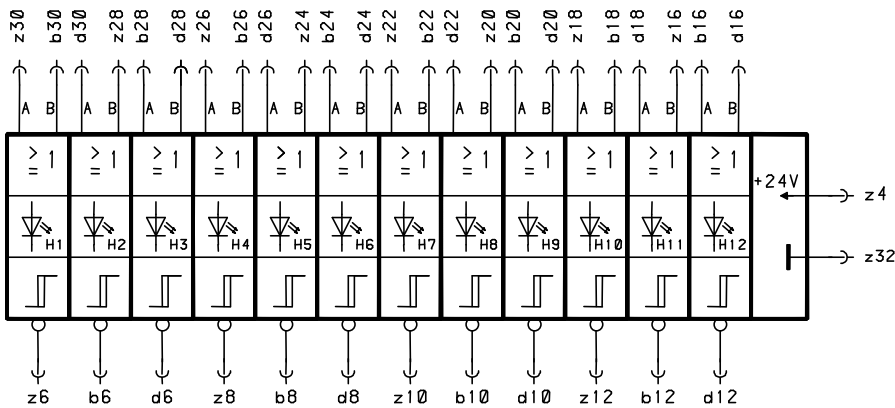 z30 b30 d30 z28 b28 d28 z26 b26 d26 z24 b24 d24 z22 b22 d22 z20 b20 d20 z18 b18 d18 z16 b16 d16
A B A B A B A B A B A B A B A B A B A B A B A B
≥ 1 ≥ 1 ≥ 1 ≥ 1 ≥ 1 ≥ 1 ≥ 1 ≥ 1 ≥ 1 ≥ 1 ≥ 1 ≥ 1
+24V z4
H1 H2 H3 H4 H5 H6 H7 H8 H9 H10 H11 H12
z32
z6 b6 d6 z8 b8 d8 z10 b10 d10 z12 b12 d12